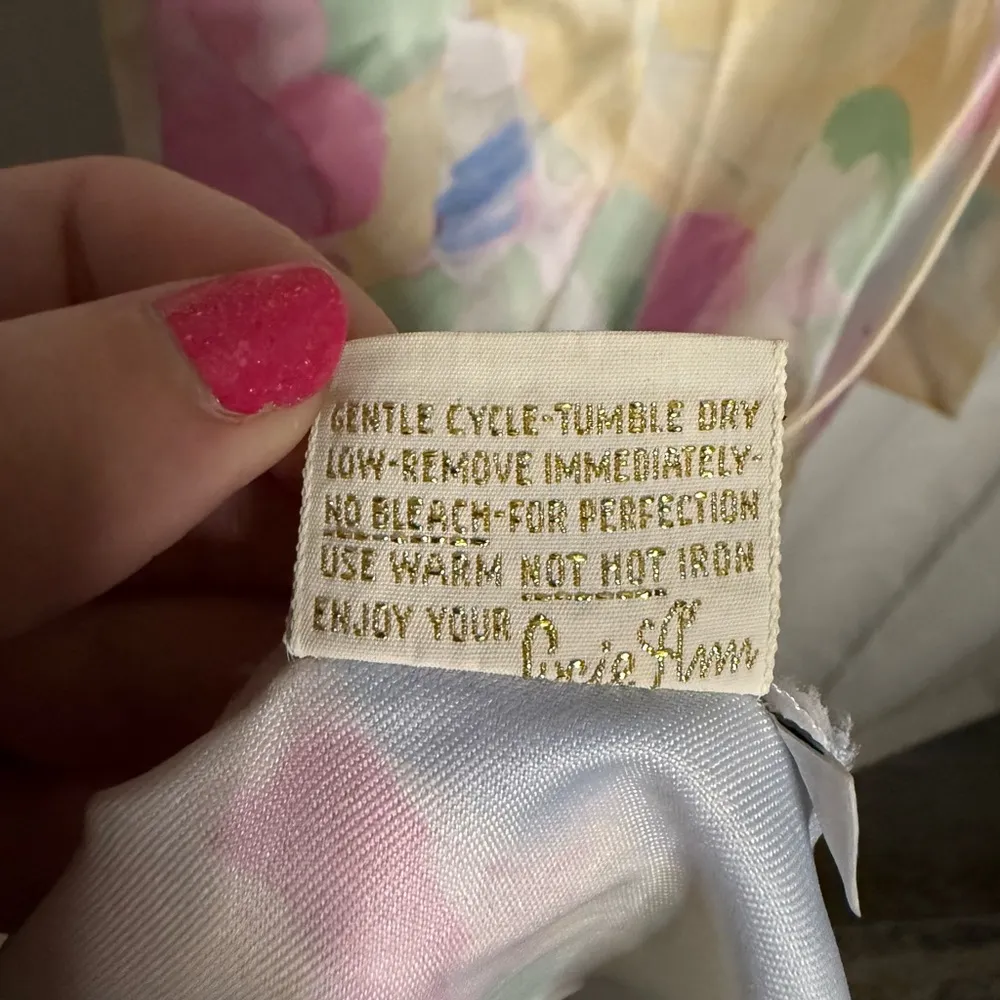 GENTLE CYCLE-TUMBLE DRY
LOW-REMOVE IMMEDIATELY-
NO BLEACH-FOR PERFECTION
USE WARM NOT HOT IRON
ENJOY YOUR Ann